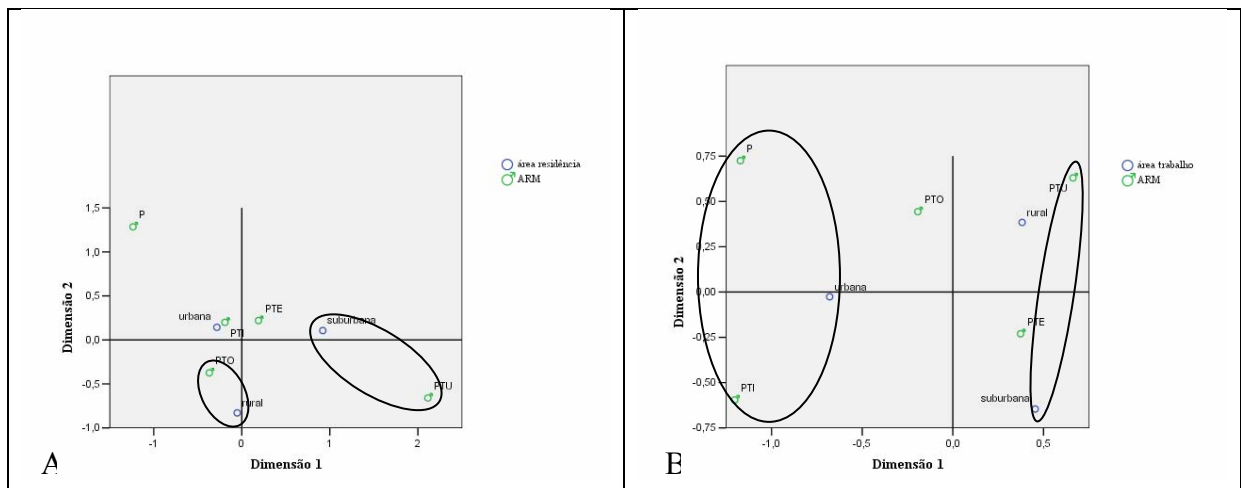 P
área residência
ARM
1,5
1,0
0,5
0,0
-0,5
-1,0
urbana
PTI
PTE
suburbana
PTO
rural
PTU
-1
0
1
2
Dimensão 2
Dimensão 1
A
P
área trabalho
ARM
0,75
0,50
0,25
0,00
-0,25
-0,50
-0,75
PTO
PTU
rural
urbana
PTE
PTI
suburbana
-1,0
-0,5
0,0
0,5
Dimensão 2
Dimensão 1
B